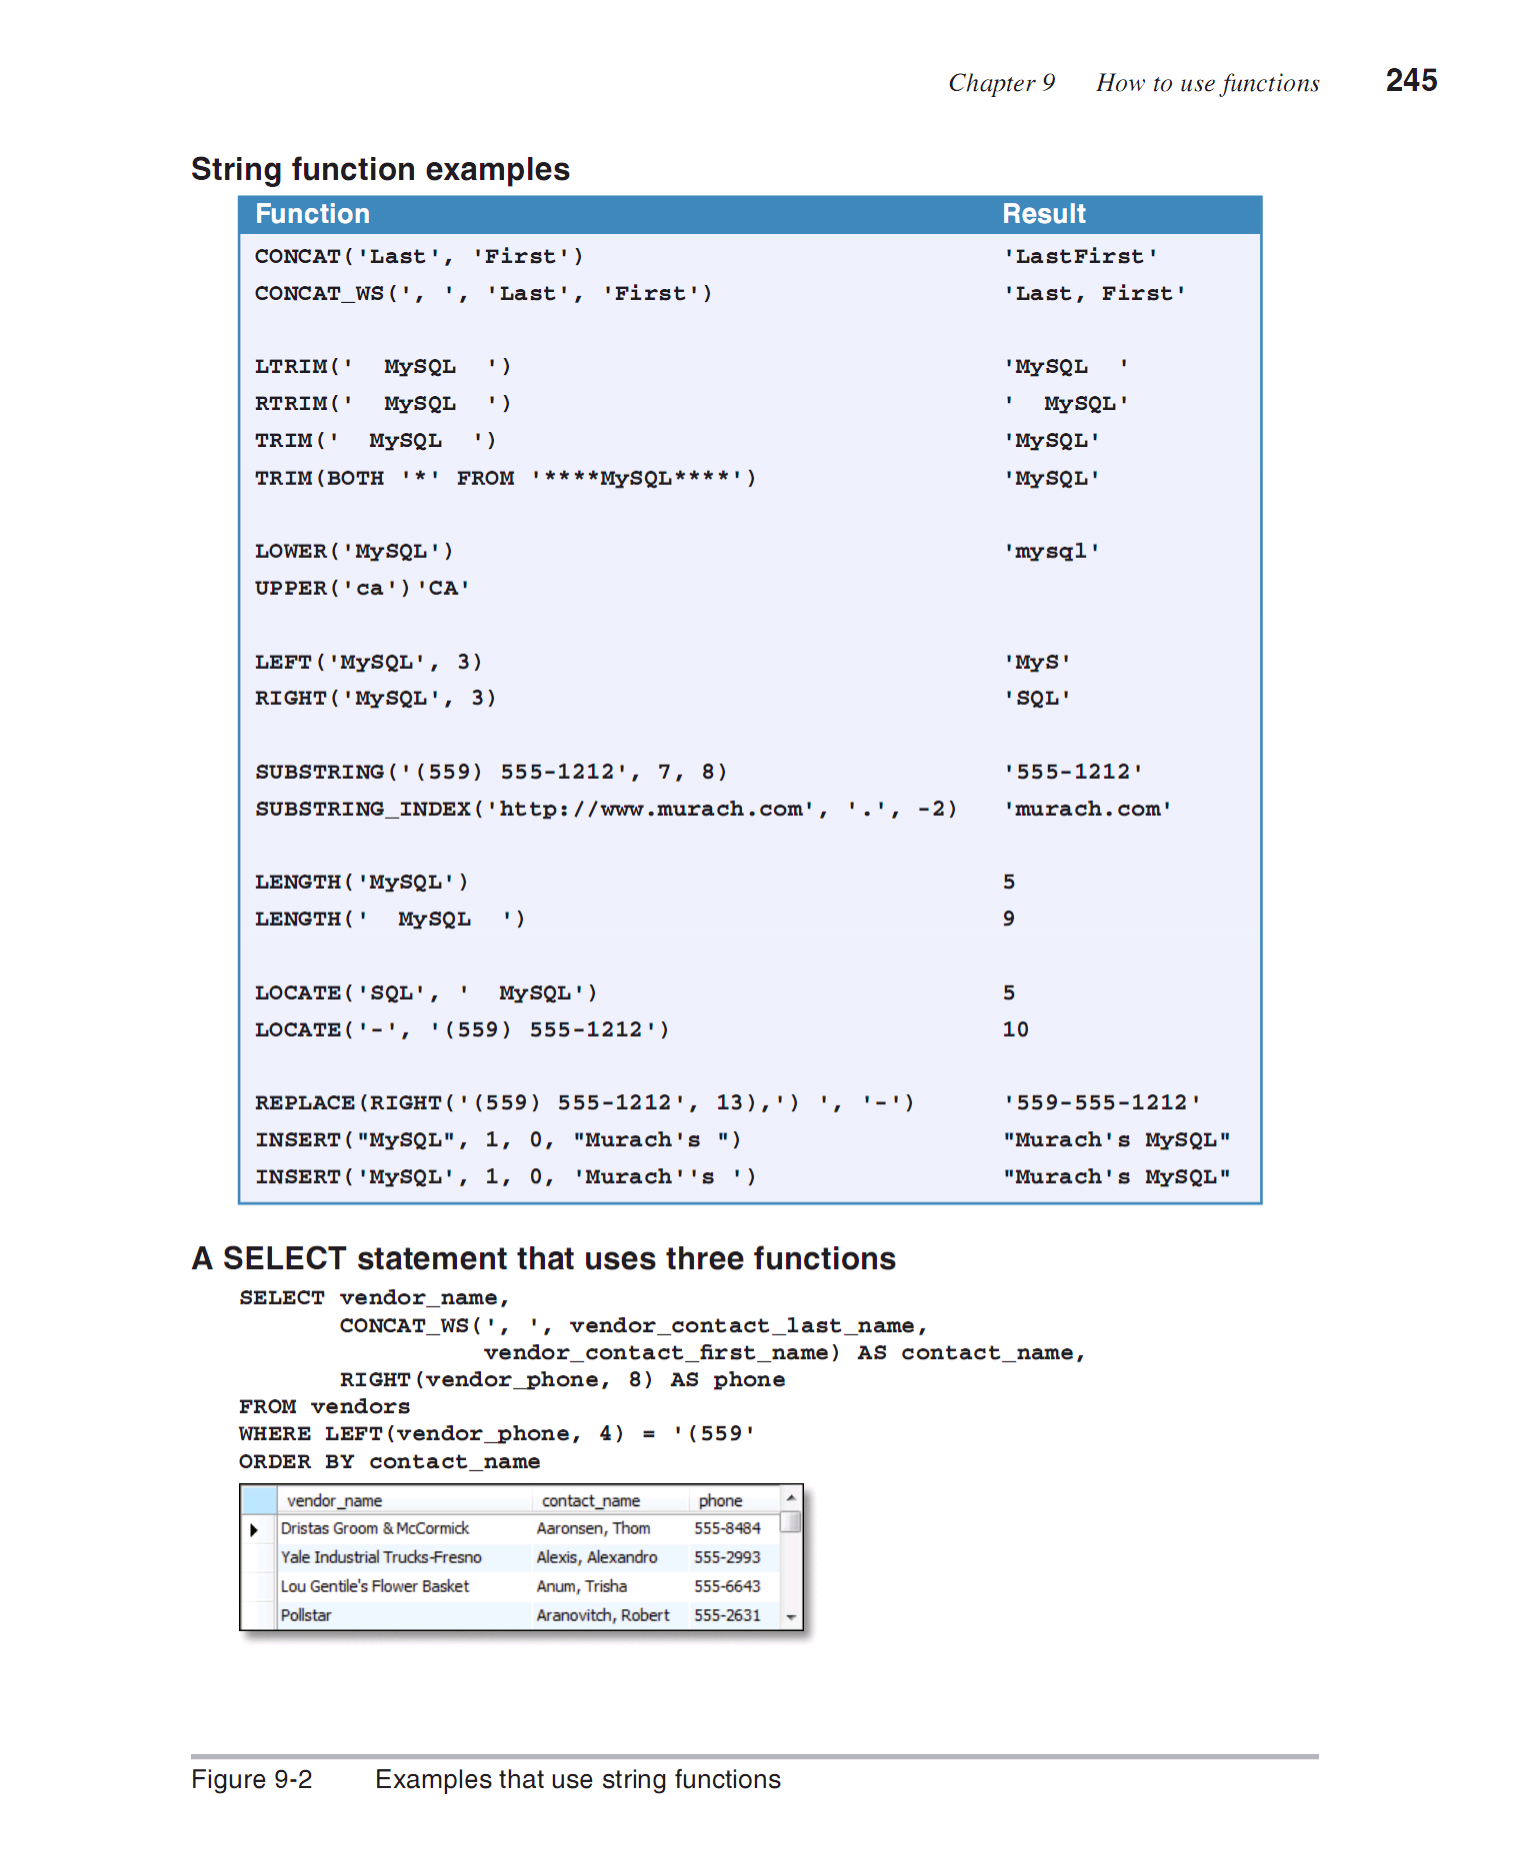 Chapter 9 How to use functions 245
String function examples
Function Result
CONCAT('Last', 'First') 'LastFirst'
CONCAT_WS(', ', 'Last', 'First') 'Last, First'
LTRIM('  MySQL  ') 'MySQL  '
RTRIM('  MySQL  ') '  MySQL'
TRIM('  MySQL  ') 'MySQL'
TRIM(BOTH '*' FROM '****MySQL****') 'MySQL'
LOWER('MySQL') 'mysql'
UPPER('ca')'CA'
LEFT('MySQL', 3) 'MyS'
RIGHT('MySQL', 3) 'SQL'
SUBSTRING('(559) 555-1212', 7, 8) '555-1212'
SUBSTRING_INDEX('http://www.murach.com', '.', -2) 'murach.com'
LENGTH('MySQL') 5
LENGTH('  MySQL  ') 9
LOCATE('SQL', '  MySQL') 5
LOCATE('-', '(559) 555-1212') 10
REPLACE(RIGHT('(559) 555-1212', 13),') ', '-') '559-555-1212'
INSERT("MySQL", 1, 0, "Murach's ") "Murach's MySQL"
INSERT('MySQL', 1, 0, 'Murach''s ') "Murach's MySQL"
A SELECT statement that uses three functions
SELECT vendor_name,
CONCAT_WS(', ', vendor_contact_last_name,
vendor_contact_first_name) AS contact_name,
RIGHT(vendor_phone, 8) AS phone
FROM vendors
WHERE LEFT(vendor_phone, 4) = '(559'
ORDER BY contact_name
vendor_name contact_name phone
Dristas Groom & McCormick Aaronsen, Thom 555-8484
Yale Industrial Trucks-Fresno Alexis, Alexandro 555-2993
Lou Gentile's Flower Basket Anum, Trisha 555-6643
Pollstar Aranovitch, Robert 555-2631
Figure 9-2 Examples that use string functions